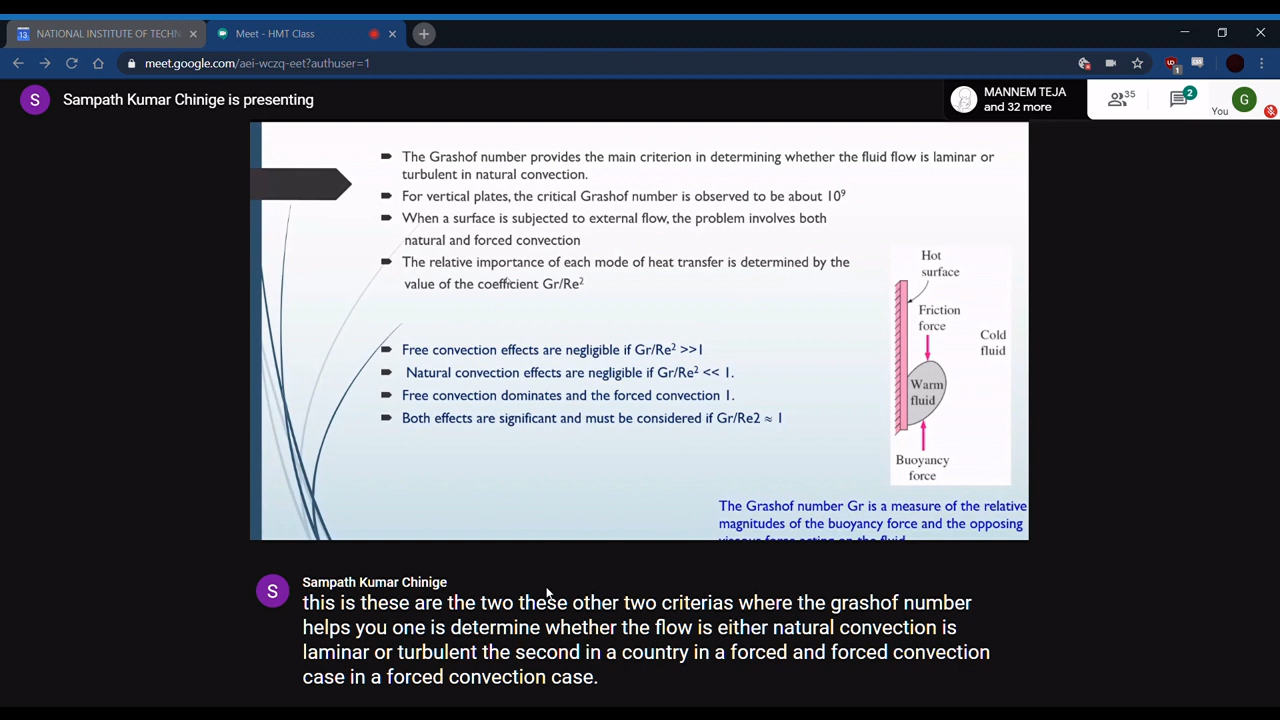 NATIONAL INSTITUTE OF TECHN
Meet - HMT Class
meet.google.com/aei-wczq-eet?authuser=1
S
Sampath Kumar Chinige is presenting
MANNEM TEJA
and 32 more
35
2
You
G
The Grashof number provides the main criterion in determining whether the fluid flow is laminar or
turbulent in natural convection.
For vertical plates, the critical Grashof number is observed to be about 10⁹
When a surface is subjected to external flow, the problem involves both
natural and forced convection
The relative importance of each mode of heat transfer is determined by the
value of the coefficient Gr/Re²
Free convection effects are negligible if Gr/Re² >>1
Natural convection effects are negligible if Gr/Re² << 1.
Free convection dominates and the forced convection 1.
Both effects are significant and must be considered if Gr/Re2 ≈ 1
Hot
surface
Friction
force
Cold
fluid
Warm
fluid
Buoyancy
force
The Grashof number Gr is a measure of the relative
magnitudes of the buoyancy force and the opposing
viscous force acting on the fluid
S
Sampath Kumar Chinige
this is these are the two these other two criterias where the grashof number
helps you one is determine whether the flow is either natural convection is
laminar or turbulent the second in a country in a forced and forced convection
case in a forced convection case.